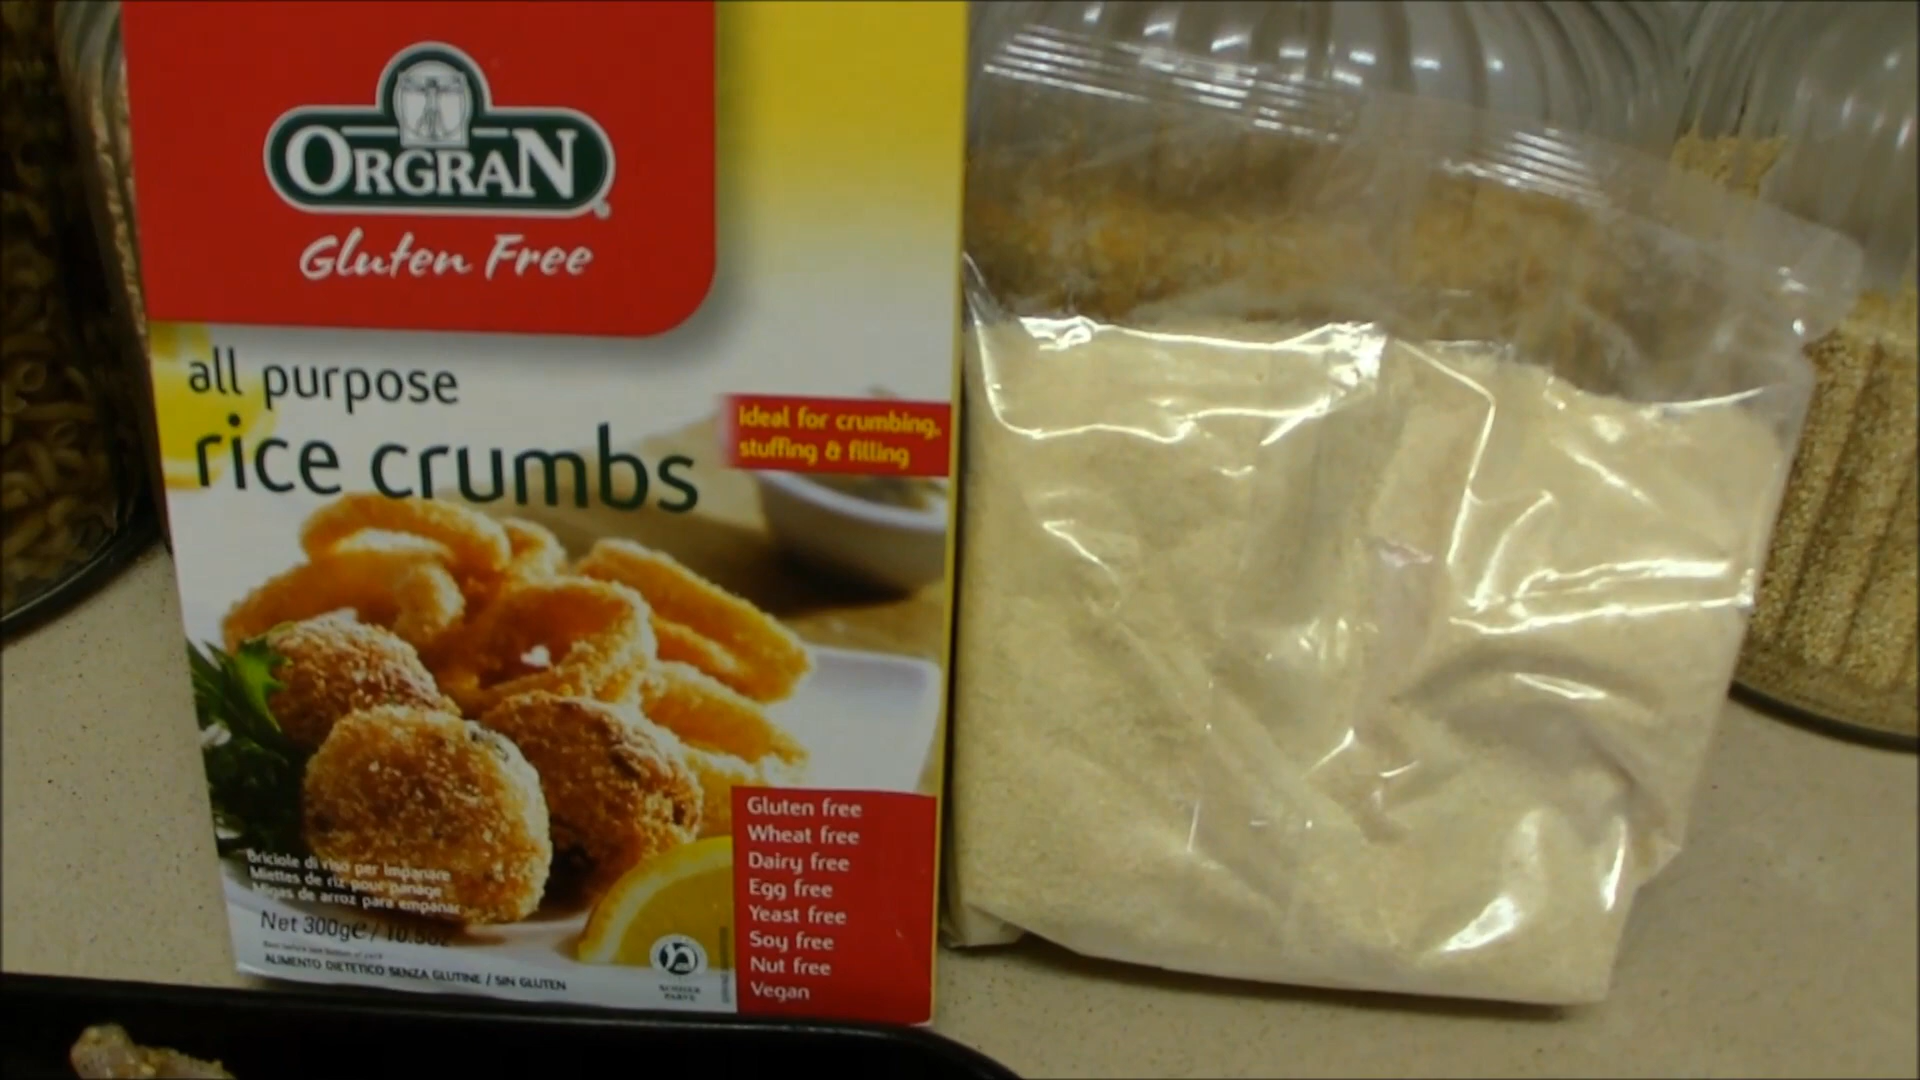 ORGRAN
Gluten Free
all purpose
rice crumbs
Ideal for crumbing,
stuffing & filling
Gluten free
Wheat free
Dairy free
Egg free
Yeast free
Soy free
Nut free
Vegan
Briciole di riso per impanare
Miettes de riz pour panage
Migas de arroz para empanar
Net 300g℮ / 10.5oz
ALIMENTO DIETETICO SENZA GLUTINE / SIN GLUTEN